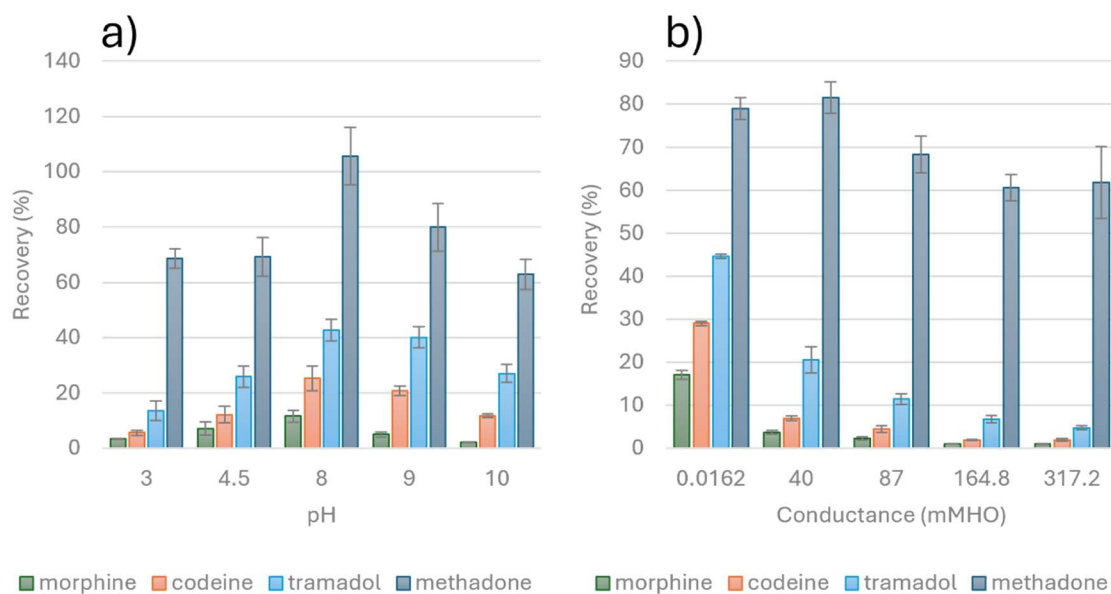 a)
140
120
100
80
60
40
20
0
Recovery (%)
3 4.5 8 9 10
pH
morphine codeine tramadol methadone
b)
90
80
70
60
50
40
30
20
10
0
Recovery (%)
0.0162 40 87 164.8 317.2
Conductance (mMHO)
morphine codeine tramadol methadone